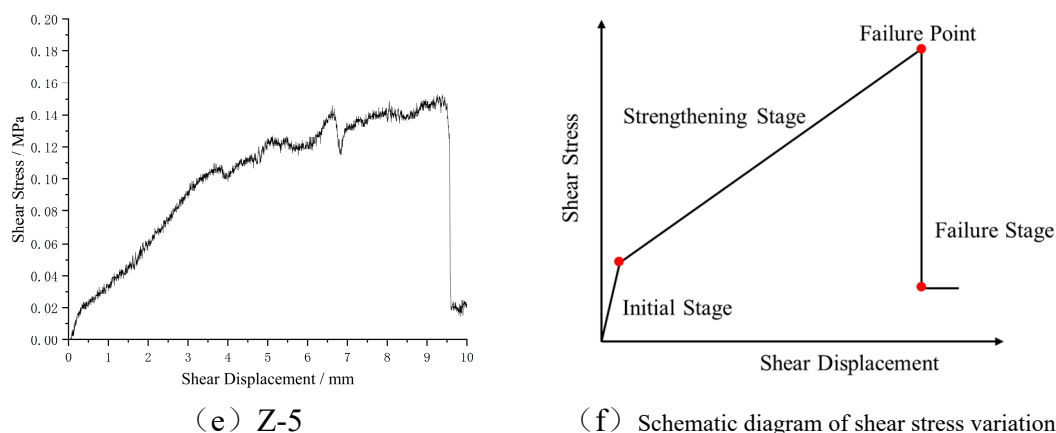 0.20
0.18
0.16
0.14
0.12
0.10
0.08
0.06
0.04
0.02
0.00
Shear Stress / MPa
0 1 2 3 4 5 6 7 8 9 10
Shear Displacement / mm
（e）Z-5
Failure Point
Strengthening Stage
Shear Stress
Failure Stage
Initial Stage
Shear Displacement
（f）Schematic diagram of shear stress variation